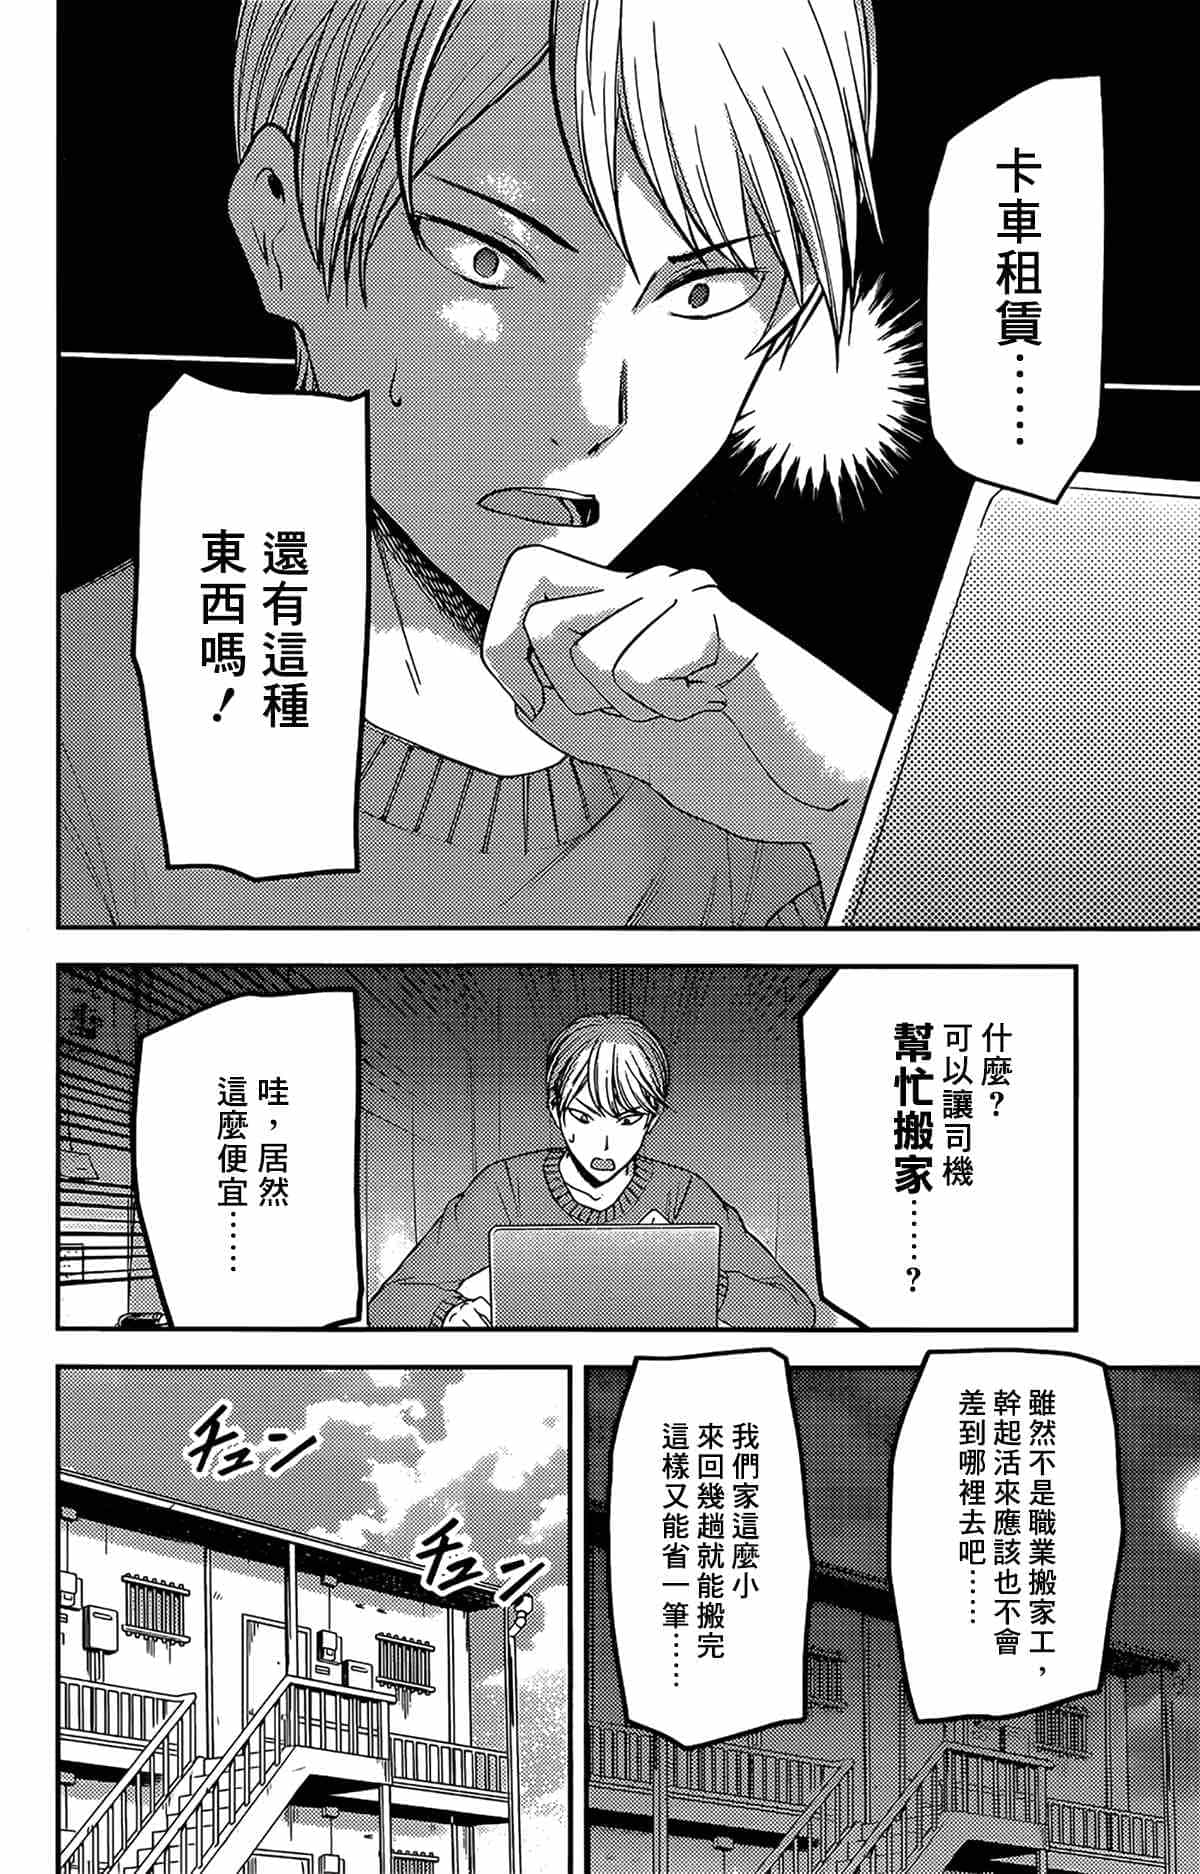 卡車租賃⋯⋯
還有這種
東西嗎！
什麼？
可以讓司機
幫忙搬家⋯⋯？
哇，居然
這麼便宜⋯⋯
雖然不是職業搬家工，
幹起活來應該也不會
差到哪裡去吧⋯⋯
我們家這麼小
來回幾趟就能搬完
這樣又能省一筆⋯⋯
チュン
チュン